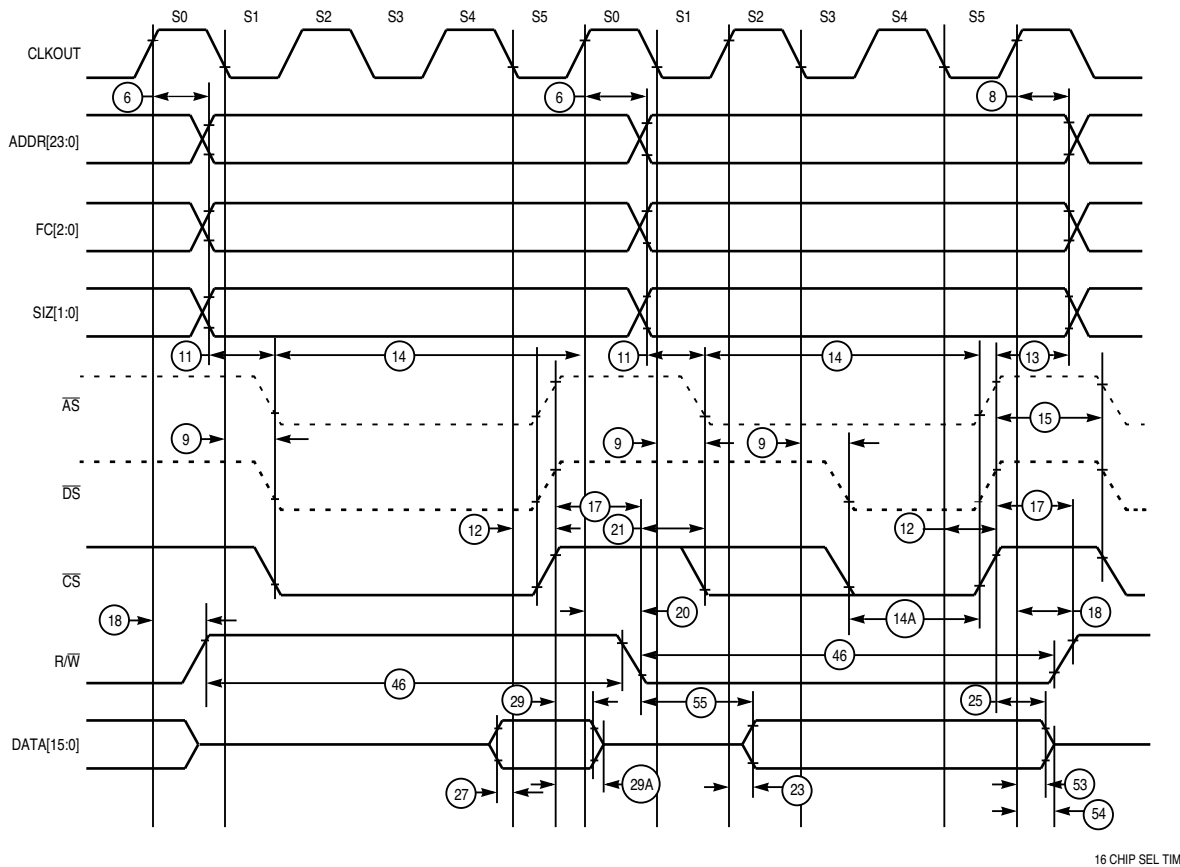 S0 S1 S2 S3 S4 S5 S0 S1 S2 S3 S4 S5
CLKOUT
6 6 8
ADDR[23:0]
FC[2:0]
SIZ[1:0]
11 14 11 14 13
AS
15
9 9 9
DS
17 17
12 21 12
CS
18 20 14A 18
R/W
46 46
29 55 25
DATA[15:0]
27 29A 23 53
54
16 CHIP SEL TIM